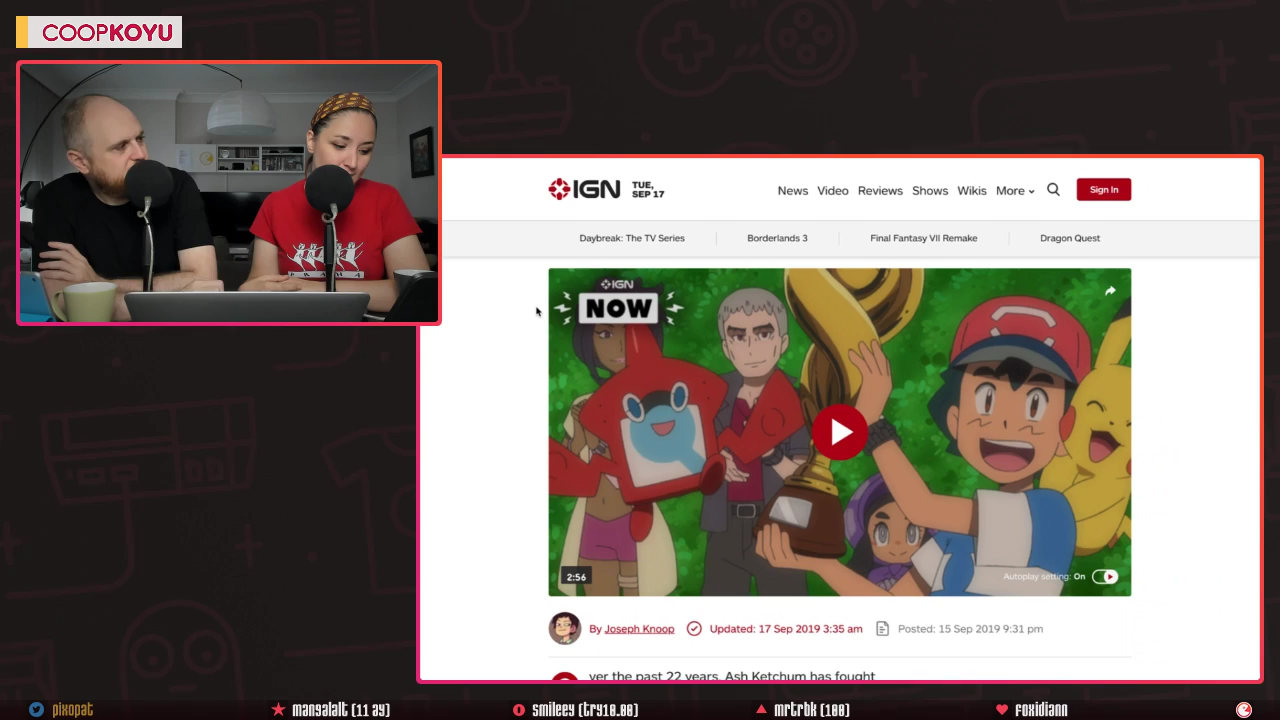 COOPKOYU
IGN
TUE,
SEP 17
News
Video
Reviews
Shows
Wikis
More
Sign In
Daybreak: The TV Series
Borderlands 3
Final Fantasy VII Remake
Dragon Quest
IGN
NOW
2:56
Autoplay setting: On
By Joseph Knoop
Updated: 17 Sep 2019 3:35 am
Posted: 15 Sep 2019 9:31 pm
ver the past 22 years, Ash Ketchum has fought
pixopat
mangalalt (11 ay)
smileey (try10.00)
mrtrbk (100)
foxidiann